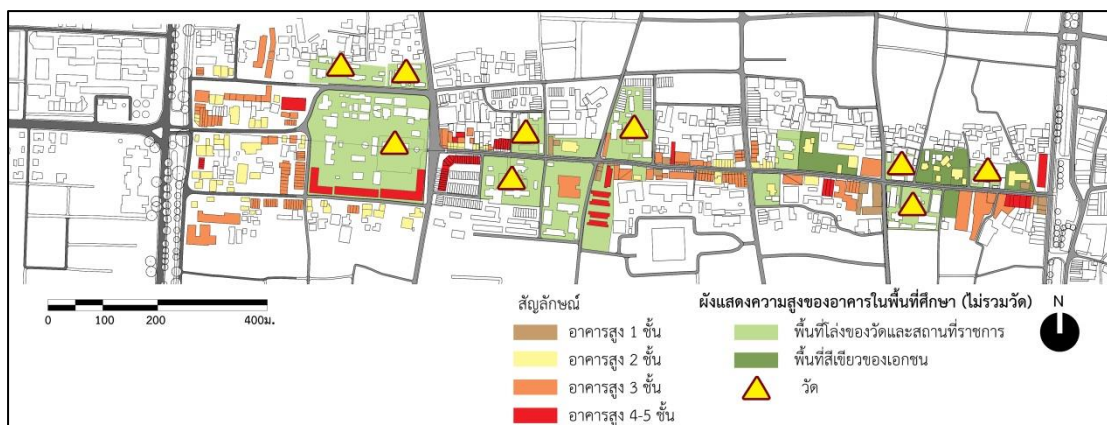 0 100 200 400ม.
สัญลักษณ์
อาคารสูง 1 ชั้น
อาคารสูง 2 ชั้น
อาคารสูง 3 ชั้น
อาคารสูง 4-5 ชั้น
ผังแสดงความสูงของอาคารในพื้นที่ศึกษา (ไม่รวมวัด)
พื้นที่โล่งของวัดและสถานที่ราชการ
พื้นที่สีเขียวของเอกชน
วัด
N